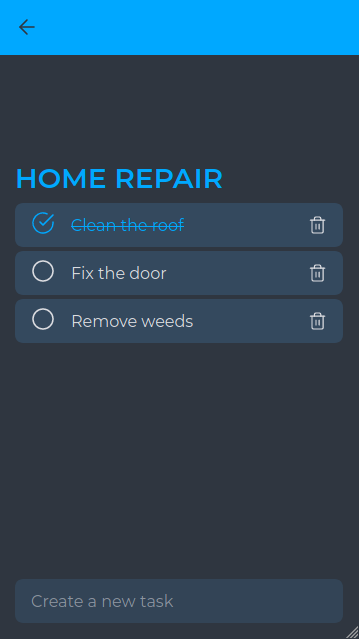 HOME REPAIR
Clean the roof
Fix the door
Remove weeds
Create a new task